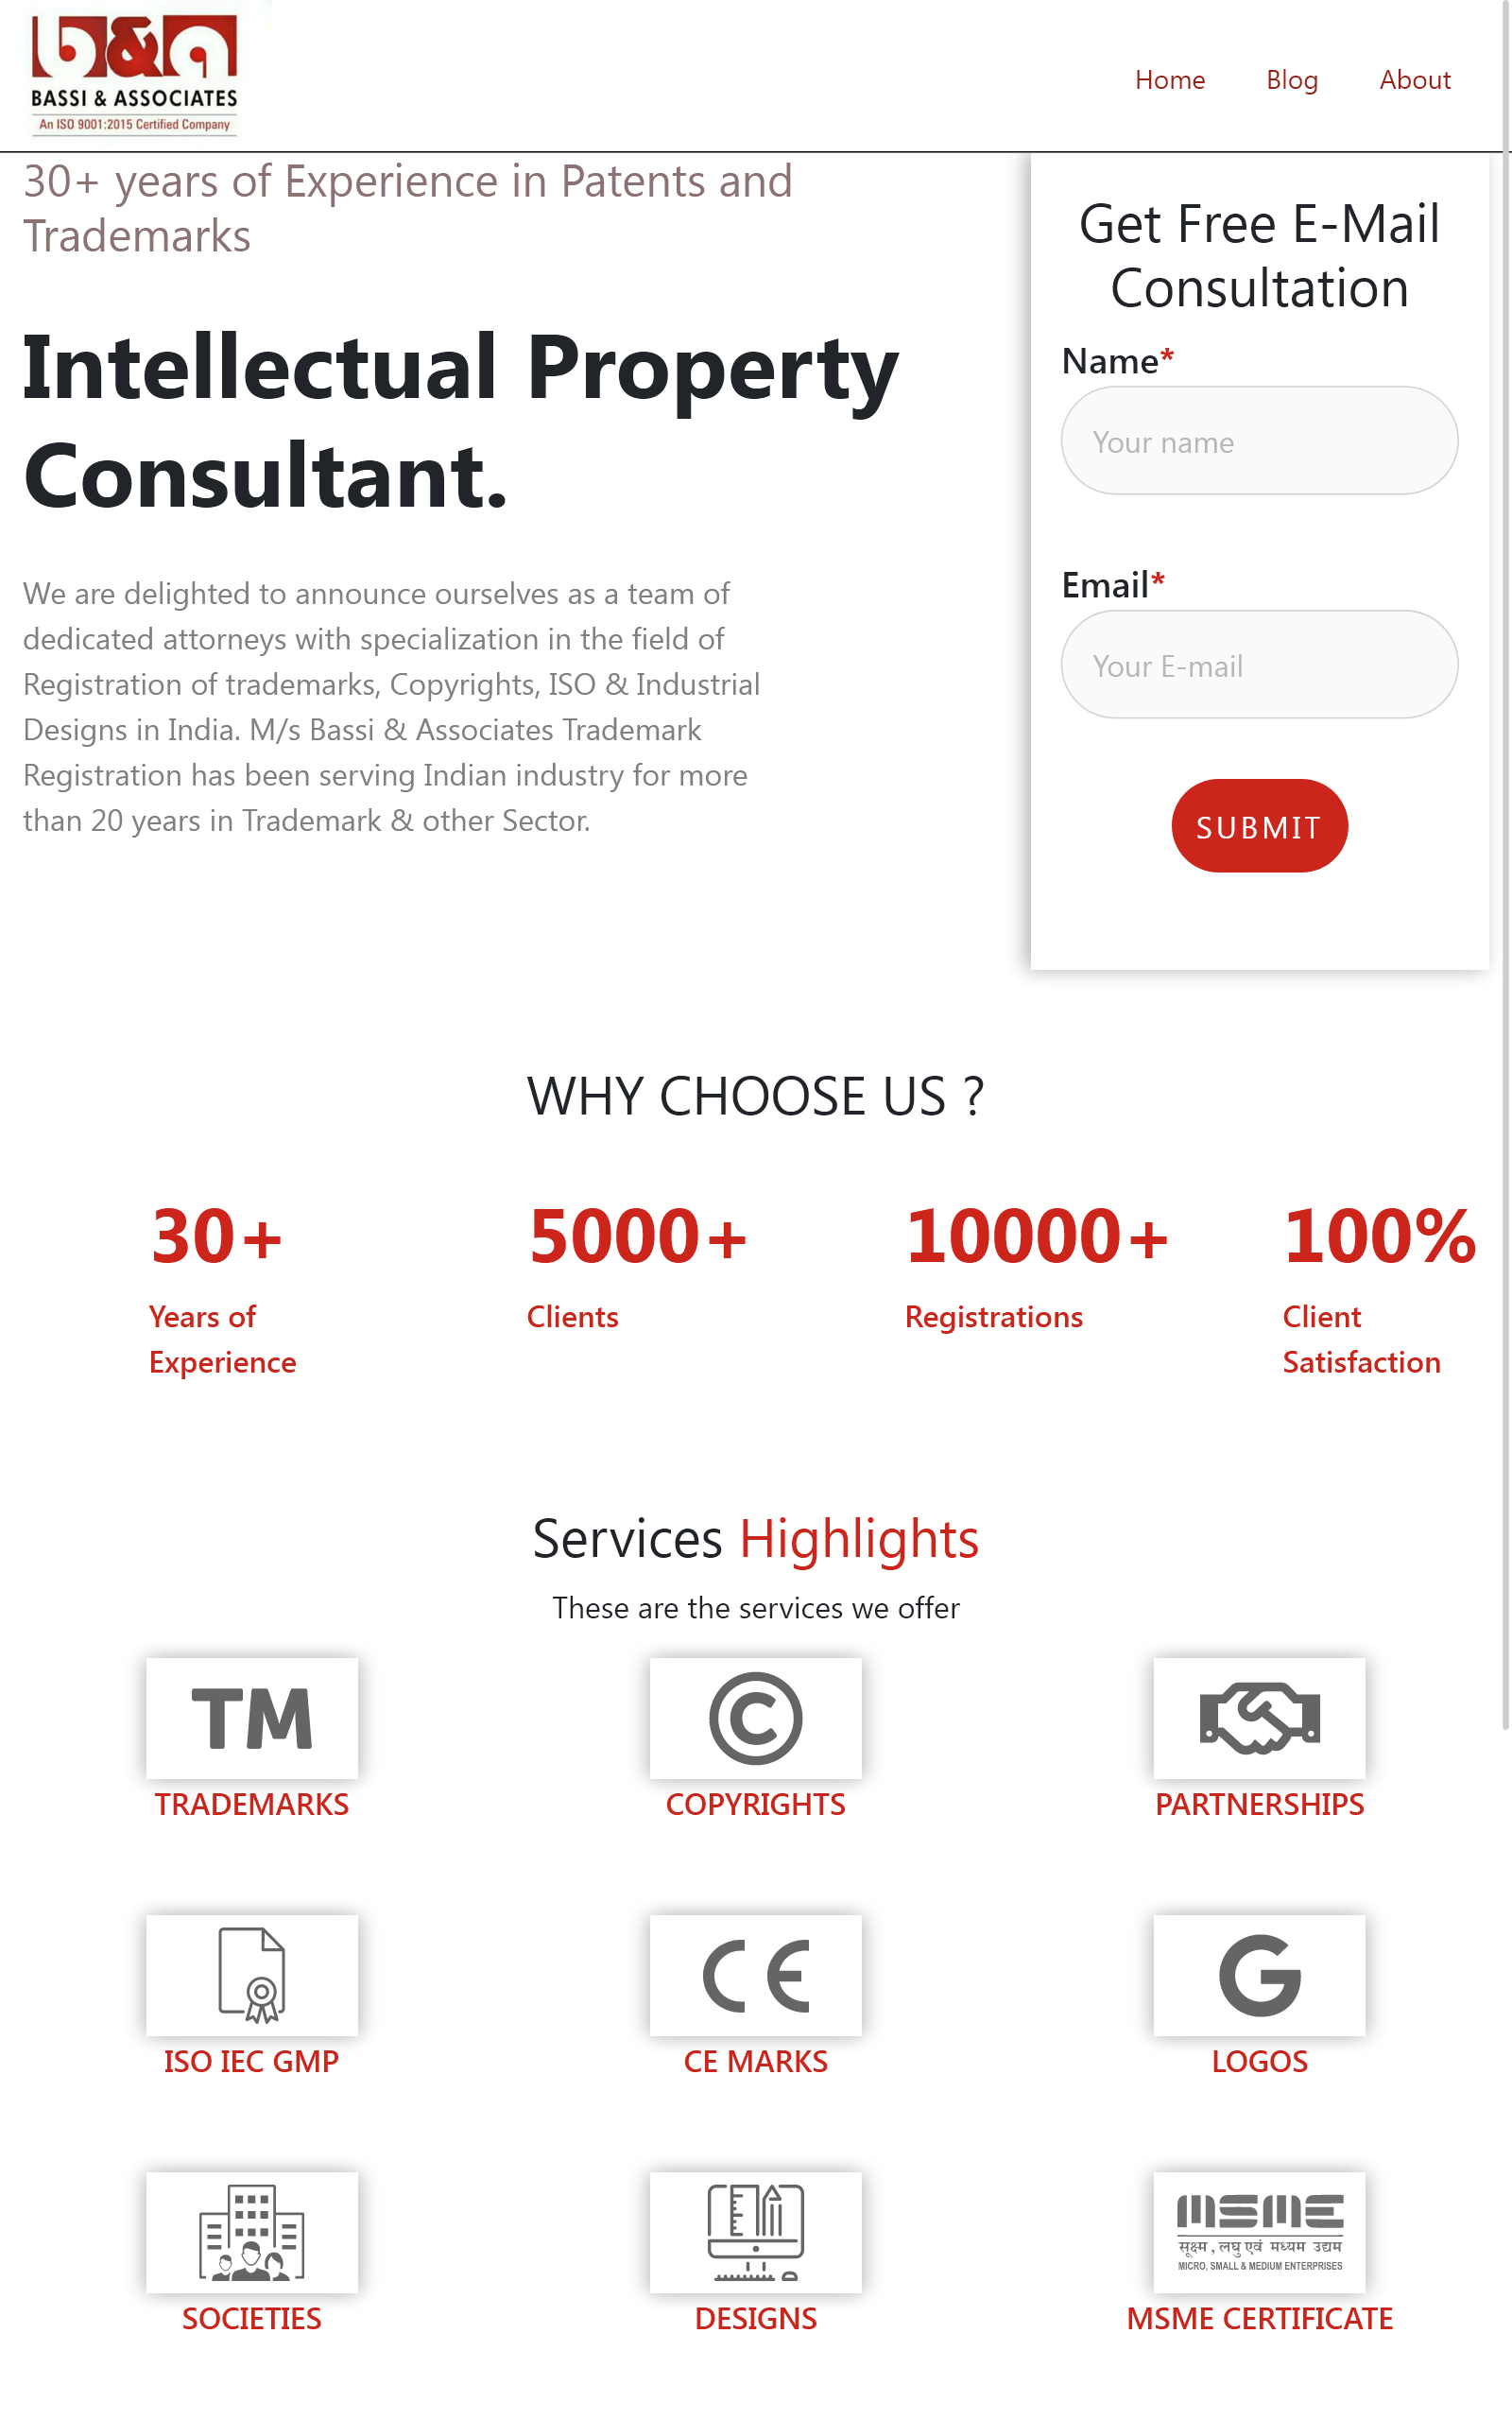 b&a
BASSI & ASSOCIATES
An ISO 9001:2015 Certified Company
Home
Blog
About
30+ years of Experience in Patents and
Trademarks
Intellectual Property
Consultant.
We are delighted to announce ourselves as a team of
dedicated attorneys with specialization in the field of
Registration of trademarks, Copyrights, ISO & Industrial
Designs in India. M/s Bassi & Associates Trademark
Registration has been serving Indian industry for more
than 20 years in Trademark & other Sector.
Get Free E-Mail
Consultation
Name*
Your name
Email*
Your E-mail
SUBMIT
WHY CHOOSE US ?
30+
Years of
Experience
5000+
Clients
10000+
Registrations
100%
Client
Satisfaction
Services Highlights
These are the services we offer
TM
TRADEMARKS
©
COPYRIGHTS
PARTNERSHIPS
ISO IEC GMP
CE
CE MARKS
G
LOGOS
SOCIETIES
DESIGNS
MSME
सूक्ष्म , लघु एवं मध्यम उद्यम
MICRO, SMALL & MEDIUM ENTERPRISES
MSME CERTIFICATE